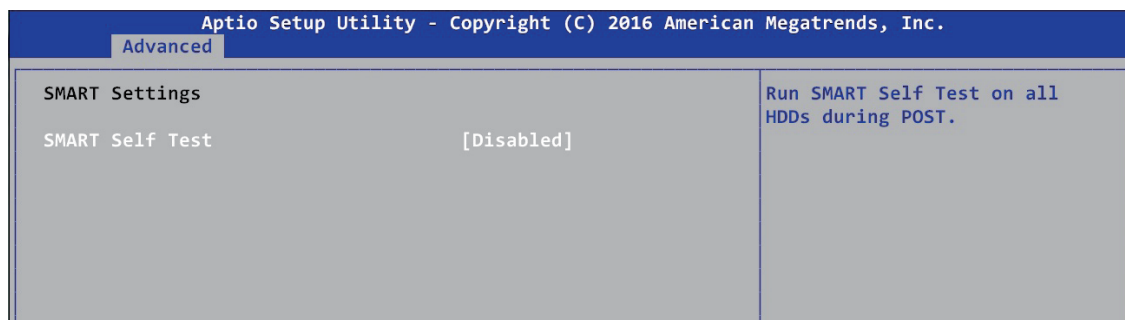 Aptio Setup Utility - Copyright (C) 2016 American Megatrends, Inc.
Advanced
SMART Settings
SMART Self Test [Disabled]
Run SMART Self Test on all
HDDs during POST.